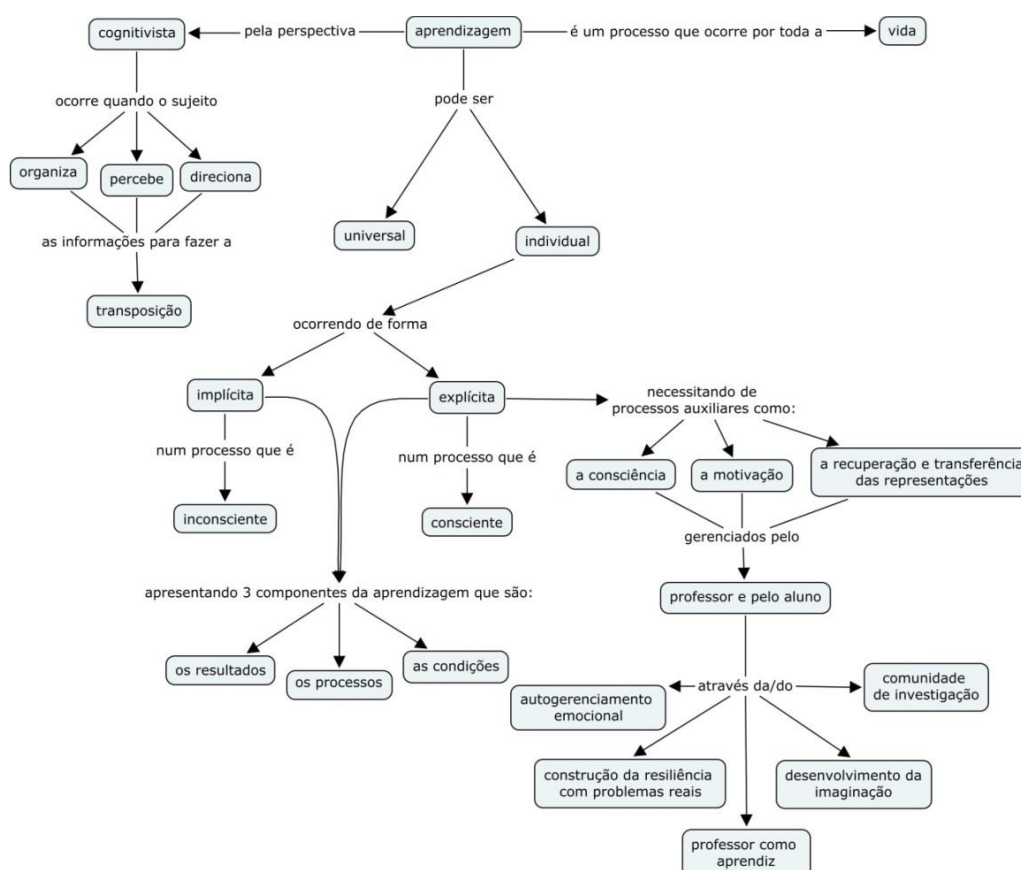 cognitivista
pela perspectiva
aprendizagem
é um processo que ocorre por toda a
vida
ocorre quando o sujeito
pode ser
organiza
percebe
direciona
as informações para fazer a
universal
individual
transposição
ocorrendo de forma
implícita
explícita
necessitando de
processos auxiliares como:
num processo que é
num processo que é
a consciência
a motivação
a recuperação e transferência
das representações
inconsciente
consciente
gerenciados pelo
apresentando 3 componentes da aprendizagem que são:
professor e pelo aluno
os resultados
os processos
as condições
através da/do
autogerenciamento
emocional
comunidade
de investigação
construção da resiliência
com problemas reais
desenvolvimento da
imaginação
professor como
aprendiz